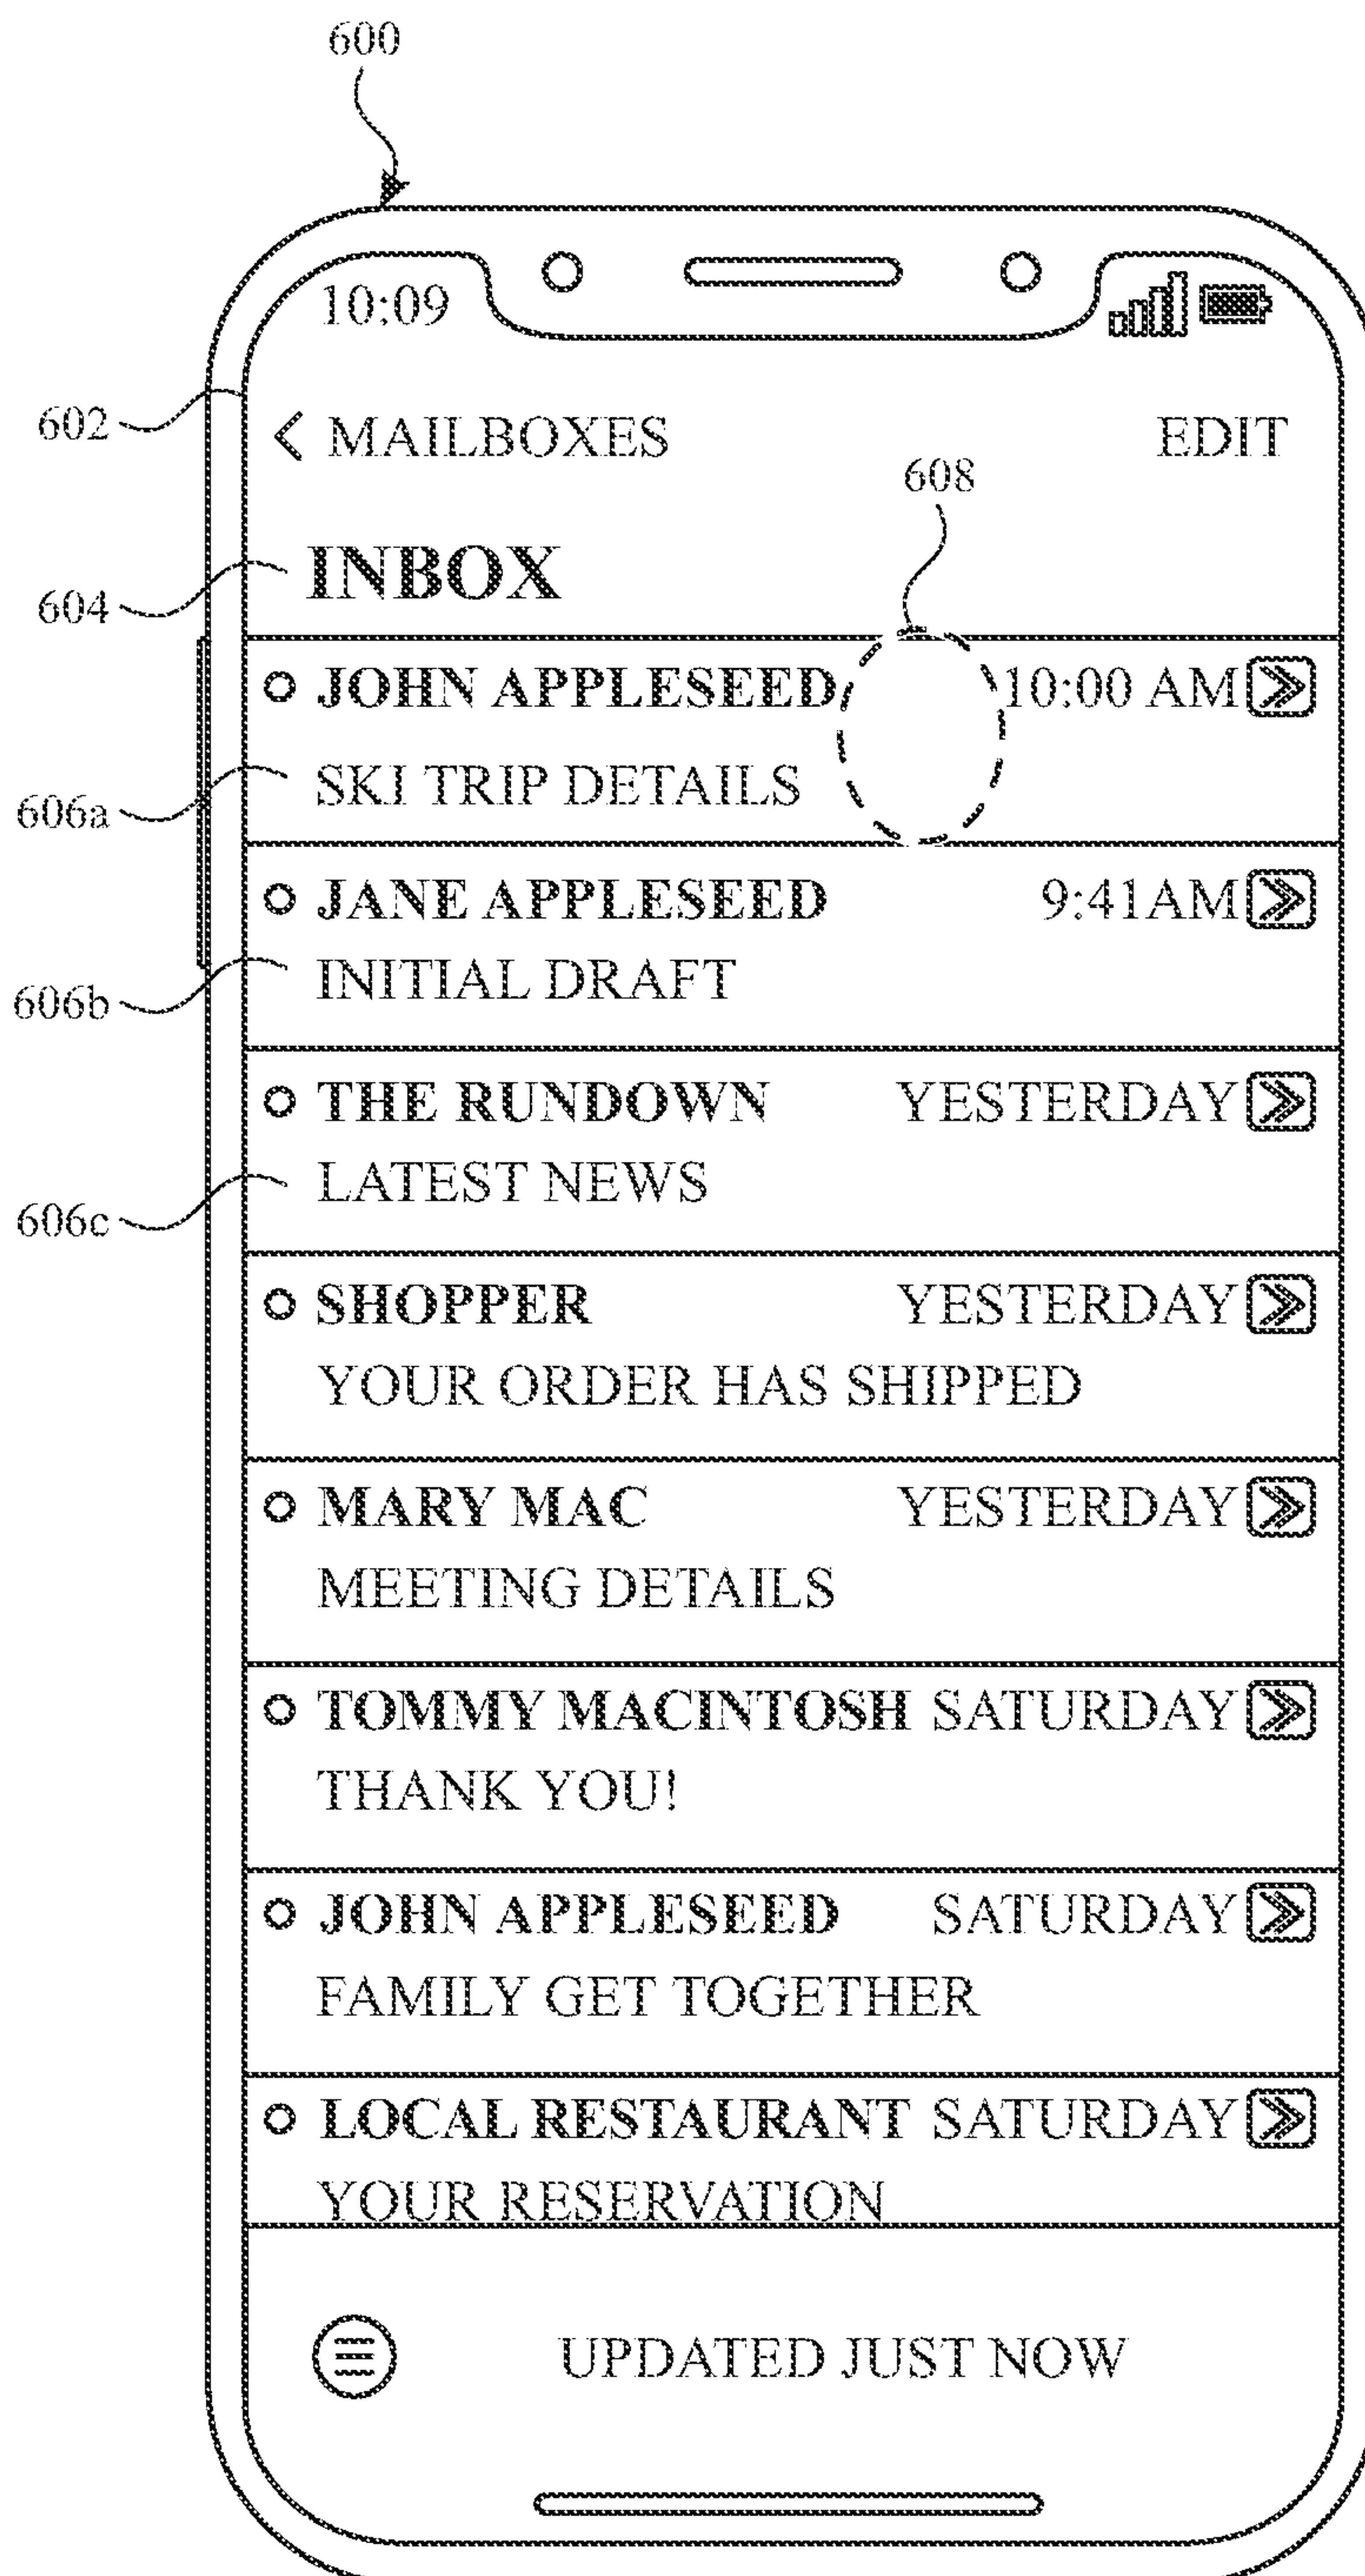 600
10:09
602
< MAILBOXES EDIT
608
604 INBOX
JOHN APPLESEED 10:00 AM
606a SKI TRIP DETAILS
JANE APPLESEED 9:41AM
606b INITIAL DRAFT
THE RUNDOWN YESTERDAY
606c LATEST NEWS
SHOPPER YESTERDAY
YOUR ORDER HAS SHIPPED
MARY MAC YESTERDAY
MEETING DETAILS
TOMMY MACINTOSH SATURDAY
THANK YOU!
JOHN APPLESEED SATURDAY
FAMILY GET TOGETHER
LOCAL RESTAURANT SATURDAY
YOUR RESERVATION
UPDATED JUST NOW